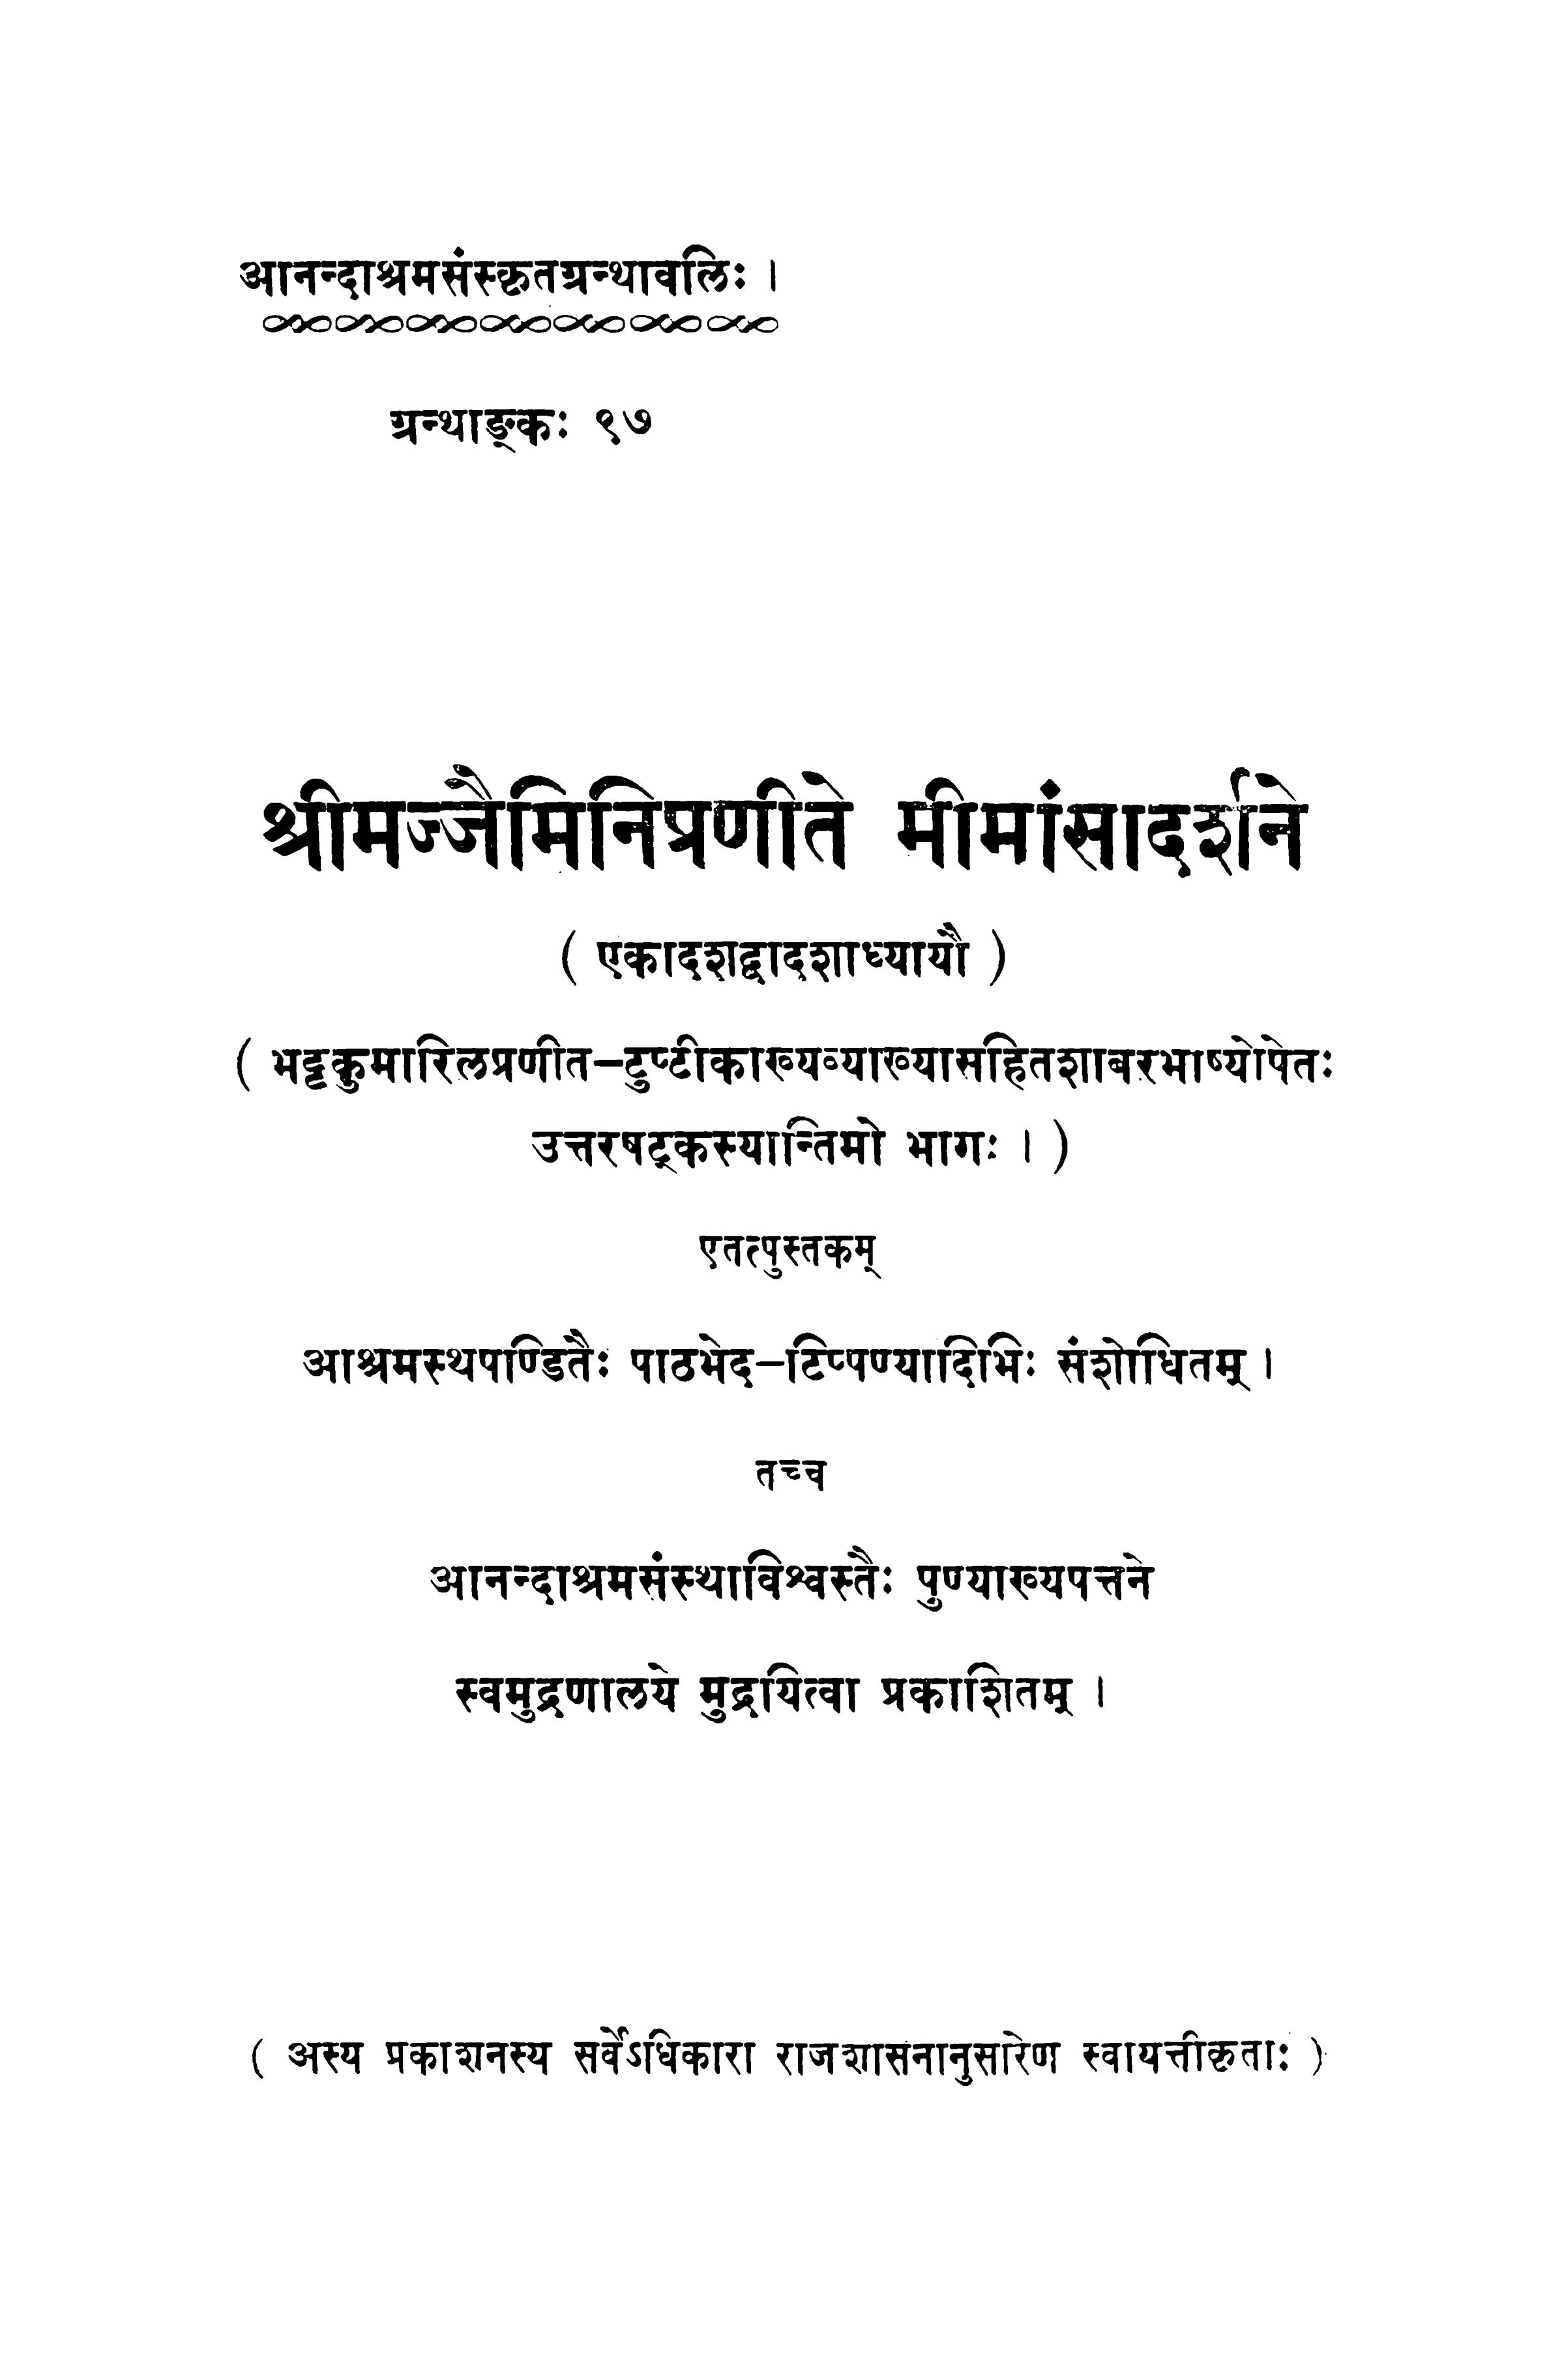 आनन्दाश्रमसंस्कृतग्रन्थावलिः ।
ग्रन्थाङ्कः ९७
श्रीमज्जैमिनिप्रणीते मीमांसादर्शने
( एकादशद्वादशाध्यायौ )
( भट्टकुमारिलप्रणीत–टुप्टीकाख्यव्याख्यासहितशाबरभाष्योपेतः
उत्तरषट्कस्यान्तिमो भागः । )
एतत्पुस्तकम्
आश्रमस्थपण्डितैः पाठभेद–टिप्पण्यादिभिः संशोधितम् ।
तच्च
आनन्दाश्रमसंस्थाविश्वस्तैः पुण्याख्यपत्तने
स्वमुद्रणालये मुद्रयित्वा प्रकाशितम् ।
( अस्य प्रकाशनस्य सर्वेऽधिकारा राजशासनानुसारेण स्वायत्तीकृताः )